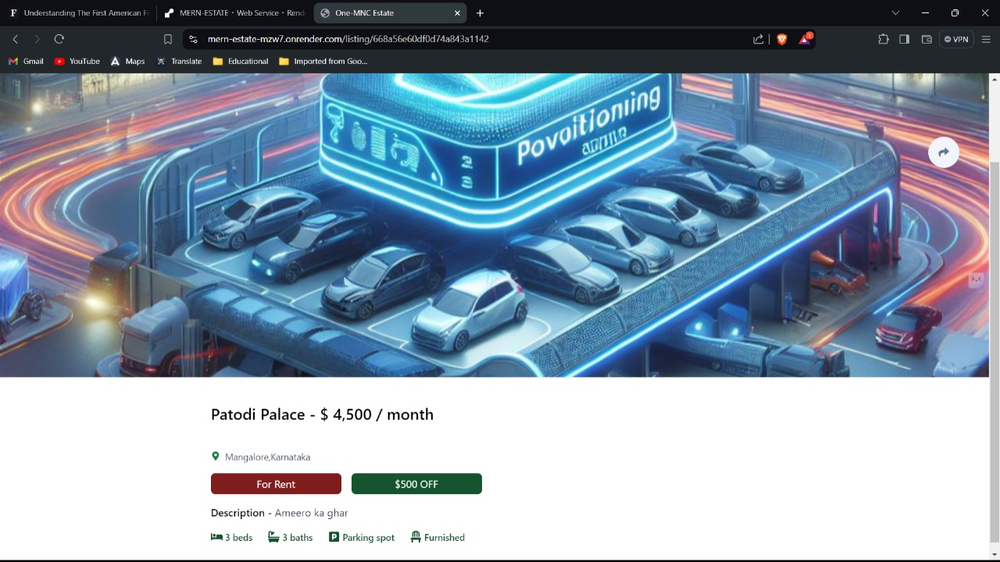 Understanding The First American Fi
MERN-ESTATE · Web Service · Rend
One-MNC Estate
mern-estate-mzw7.onrender.com/listing/668a56e60df0d74a843a1142
1
VPN
Gmail
YouTube
Maps
Translate
Educational
Imported from Goo...
Povoitioning
Patodi Palace - $ 4,500 / month
Mangalore,Karnataka
For Rent
$500 OFF
Description - Ameero ka ghar
3 beds
3 baths
P
Parking spot
Furnished